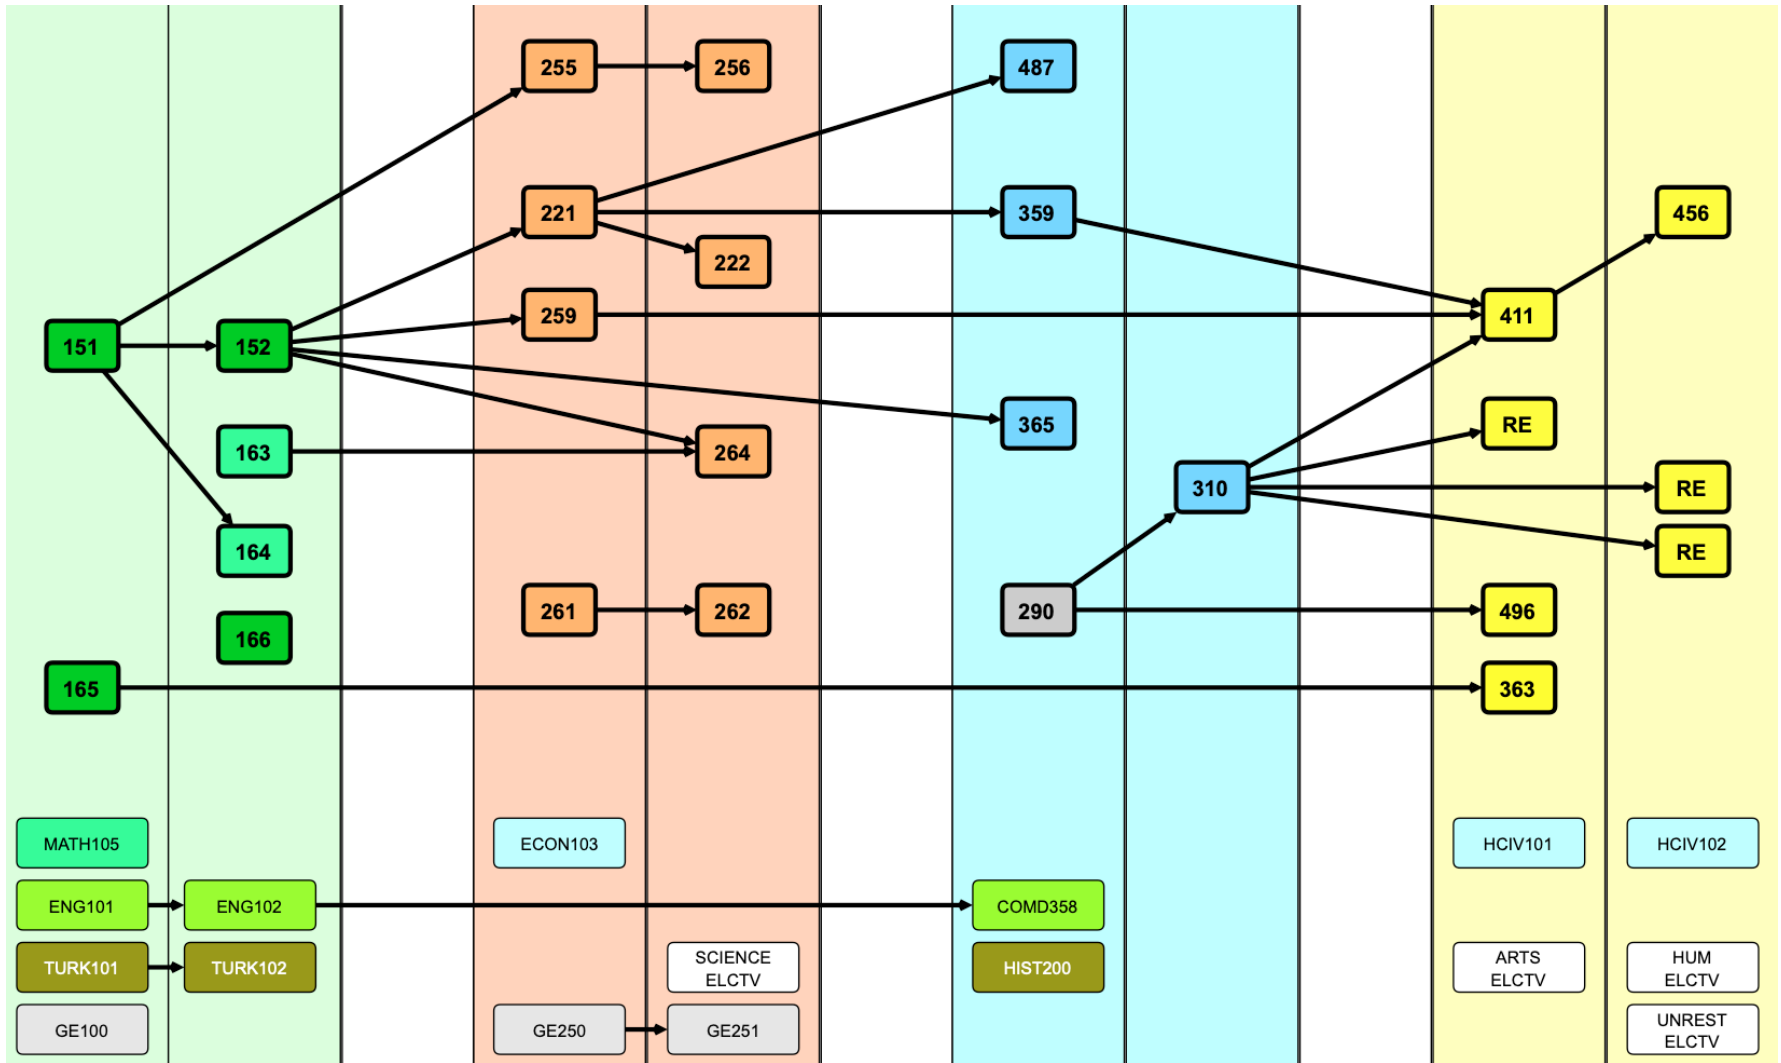 255
256
487
221
359
456
222
259
411
151
152
365
RE
163
264
310
RE
164
RE
261
262
290
496
166
165
363
MATH105
ECON103
HCIV101
HCIV102
ENG101
ENG102
COMD358
TURK101
TURK102
SCIENCE
ELCTV
HIST200
ARTS
ELCTV
HUM
ELCTV
GE100
GE250
GE251
UNREST
ELCTV